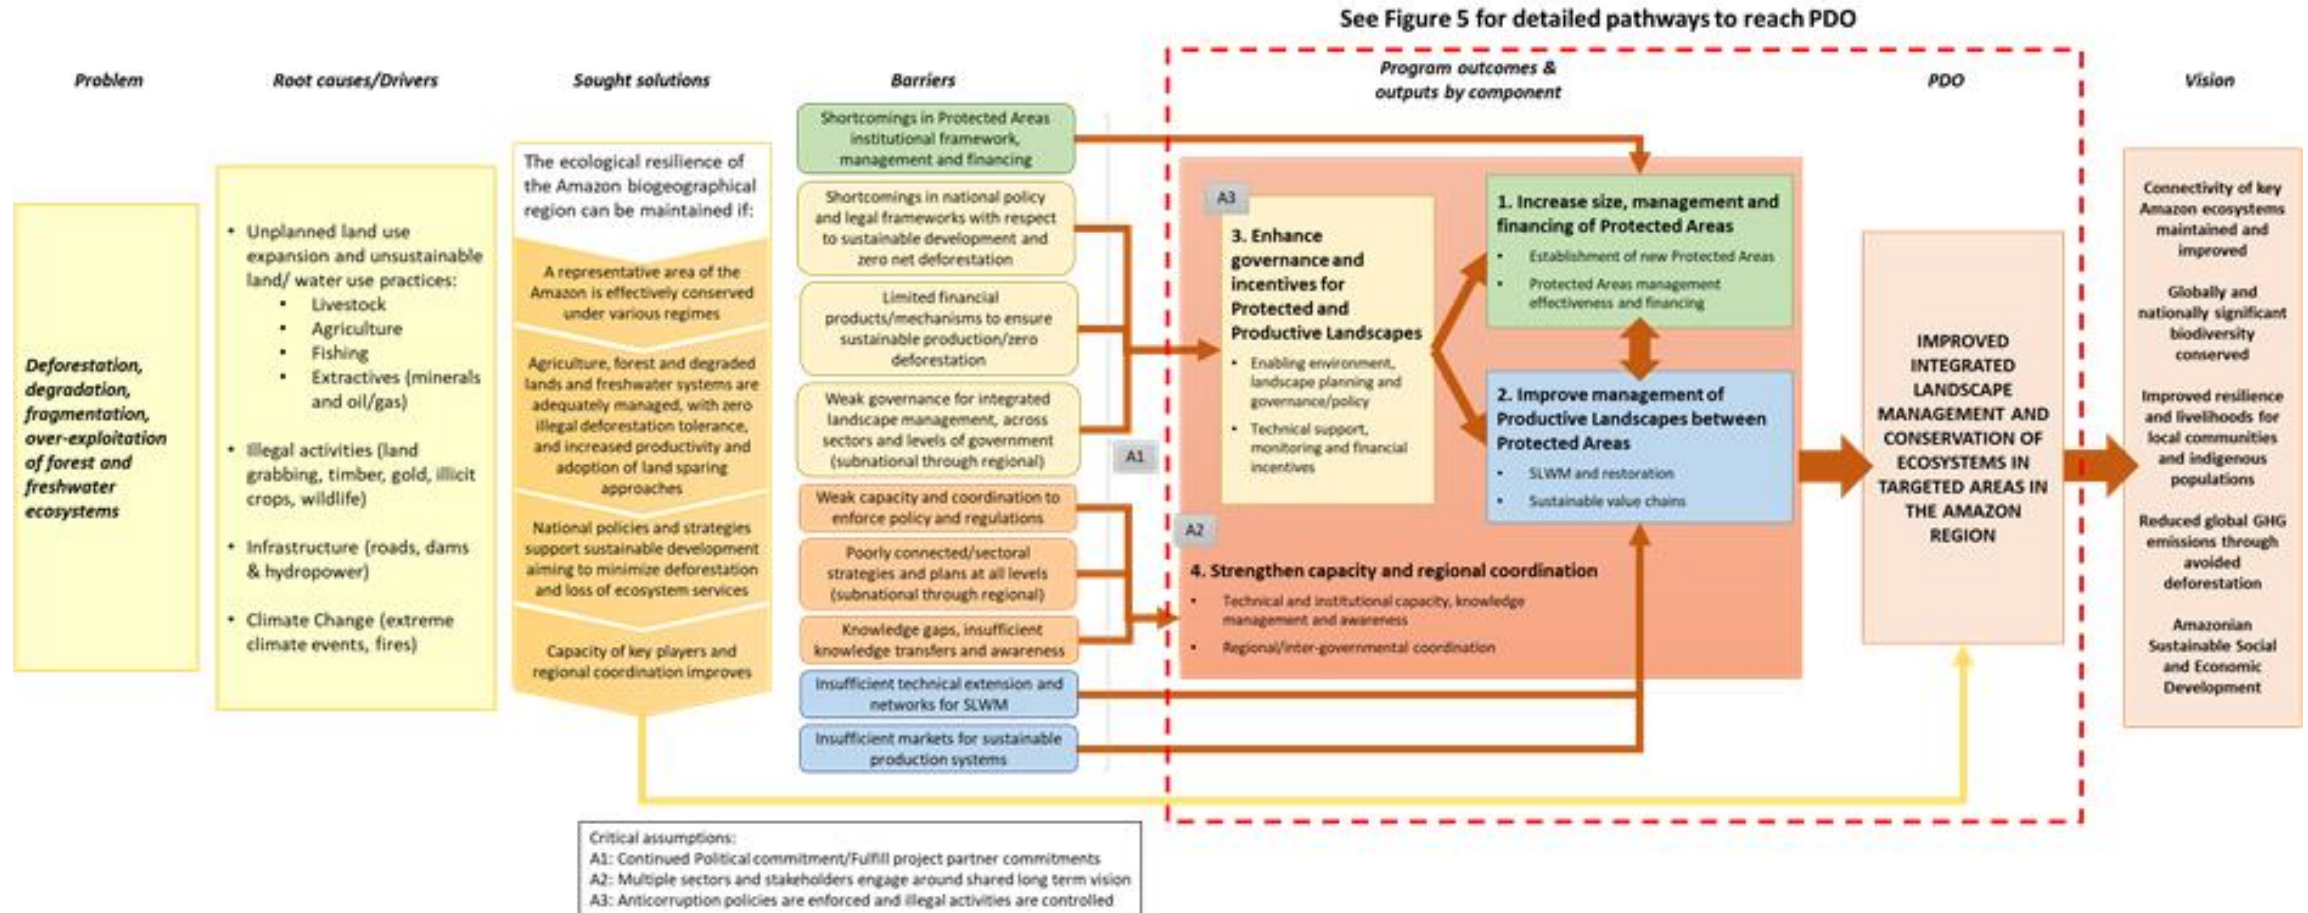 See Figure 5 for detailed pathways to reach PDO
Problem
Root causes/Drivers
Sought solutions
Barriers
Program outcomes &
outputs by component
PDO
Vision
Deforestation,
degradation,
fragmentation,
over-exploitation
of forest and
freshwater
ecosystems
• Unplanned land use
expansion and unsustainable
land/ water use practices:
• Livestock
• Agriculture
• Fishing
• Extractives (minerals
and oil/gas)
• Illegal activities (land
grabbing, timber, gold, illicit
crops, wildlife)
• Infrastructure (roads, dams
& hydropower)
• Climate Change (extreme
climate events, fires)
The ecological resilience of
the Amazon biogeographical
region can be maintained if:
A representative area of the
Amazon is effectively conserved
under various regimes
Agriculture, forest and degraded
lands and freshwater systems are
adequately managed, with zero
illegal deforestation tolerance,
and increased productivity and
adoption of land sparing
approaches
National policies and strategies
support sustainable development
aiming to minimize deforestation
and loss of ecosystem services
Capacity of key players and
regional coordination improves
Shortcomings in Protected Areas
institutional framework,
management and financing
Shortcomings in national policy
and legal frameworks with respect
to sustainable development and
zero net deforestation
Limited financial
products/mechanisms to ensure
sustainable production/zero
deforestation
Weak governance for integrated
landscape management, across
sectors and levels of government
(subnational through regional)
Weak capacity and coordination to
enforce policy and regulations
Poorly connected/sectoral
strategies and plans at all levels
(subnational through regional)
Knowledge gaps, insufficient
knowledge transfers and awareness
Insufficient technical extension and
networks for SLWM
Insufficient markets for sustainable
production systems
A1
A3
3. Enhance
governance and
incentives for
Protected and
Productive Landscapes
• Enabling environment,
landscape planning and
governance/policy
• Technical support,
monitoring and financial
incentives
1. Increase size, management and
financing of Protected Areas
• Establishment of new Protected Areas
• Protected Areas management
effectiveness and financing
2. Improve management of
Productive Landscapes between
Protected Areas
• SLWM and restoration
• Sustainable value chains
A2
4. Strengthen capacity and regional coordination
• Technical and institutional capacity, knowledge
management and awareness
• Regional/inter-governmental coordination
IMPROVED
INTEGRATED
LANDSCAPE
MANAGEMENT AND
CONSERVATION OF
ECOSYSTEMS IN
TARGETED AREAS IN
THE AMAZON
REGION
Connectivity of key
Amazon ecosystems
maintained and
improved
Globally and
nationally significant
biodiversity
conserved
Improved resilience
and livelihoods for
local communities
and indigenous
populations
Reduced global GHG
emissions through
avoided
deforestation
Amazonian
Sustainable Social
and Economic
Development
Critical assumptions:
A1: Continued Political commitment/Fulfill project partner commitments
A2: Multiple sectors and stakeholders engage around shared long term vision
A3: Anticorruption policies are enforced and illegal activities are controlled